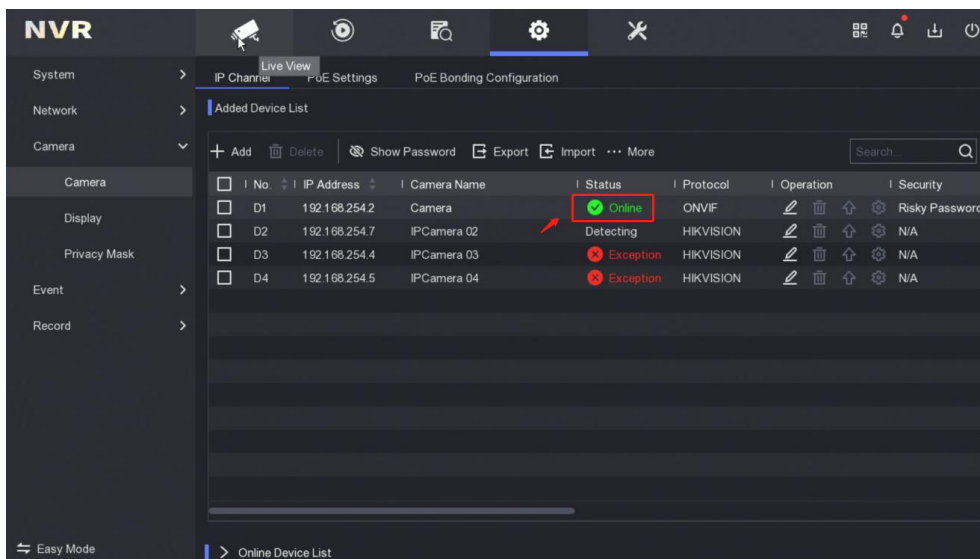 NVR
Live View
System
Network
Camera
Camera
Display
Privacy Mask
Event
Record
Easy Mode
IP Channel PoE Settings PoE Bonding Configuration
Added Device List
Add Delete Show Password Export Import ··· More Search...
No. IP Address Camera Name Status Protocol Operation Security
D1 192.168.254.2 Camera Online ONVIF Risky Password
D2 192.168.254.7 IPCamera 02 Detecting HIKVISION N/A
D3 192.168.254.4 IPCamera 03 Exception HIKVISION N/A
D4 192.168.254.5 IPCamera 04 Exception HIKVISION N/A
Online Device List